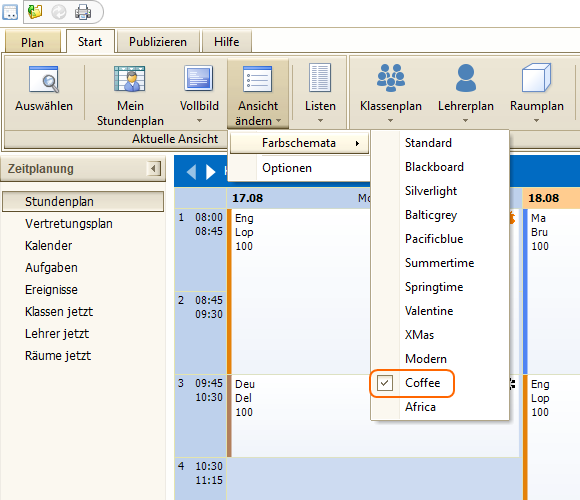 Plan
Start
Publizieren
Hilfe
Auswählen
Mein
Stundenplan
Vollbild
Ansicht
ändern
Listen
Klassenplan
Lehrerplan
Raumplan
Aktuelle Ansicht
Farbschemata
Optionen
Standard
Blackboard
Silverlight
Balticgrey
Pacificblue
Summertime
Springtime
Valentine
XMas
Modern
Coffee
Africa
Zeitplanung
Stundenplan
Vertretungsplan
Kalender
Aufgaben
Ereignisse
Klassen jetzt
Lehrer jetzt
Räume jetzt
17.08
18.08
1 08:00
08:45
Eng
Lop
100
Ma
Bru
100
2 08:45
09:30
3 09:45
10:30
Deu
Del
100
Eng
Lop
100
4 10:30
11:15